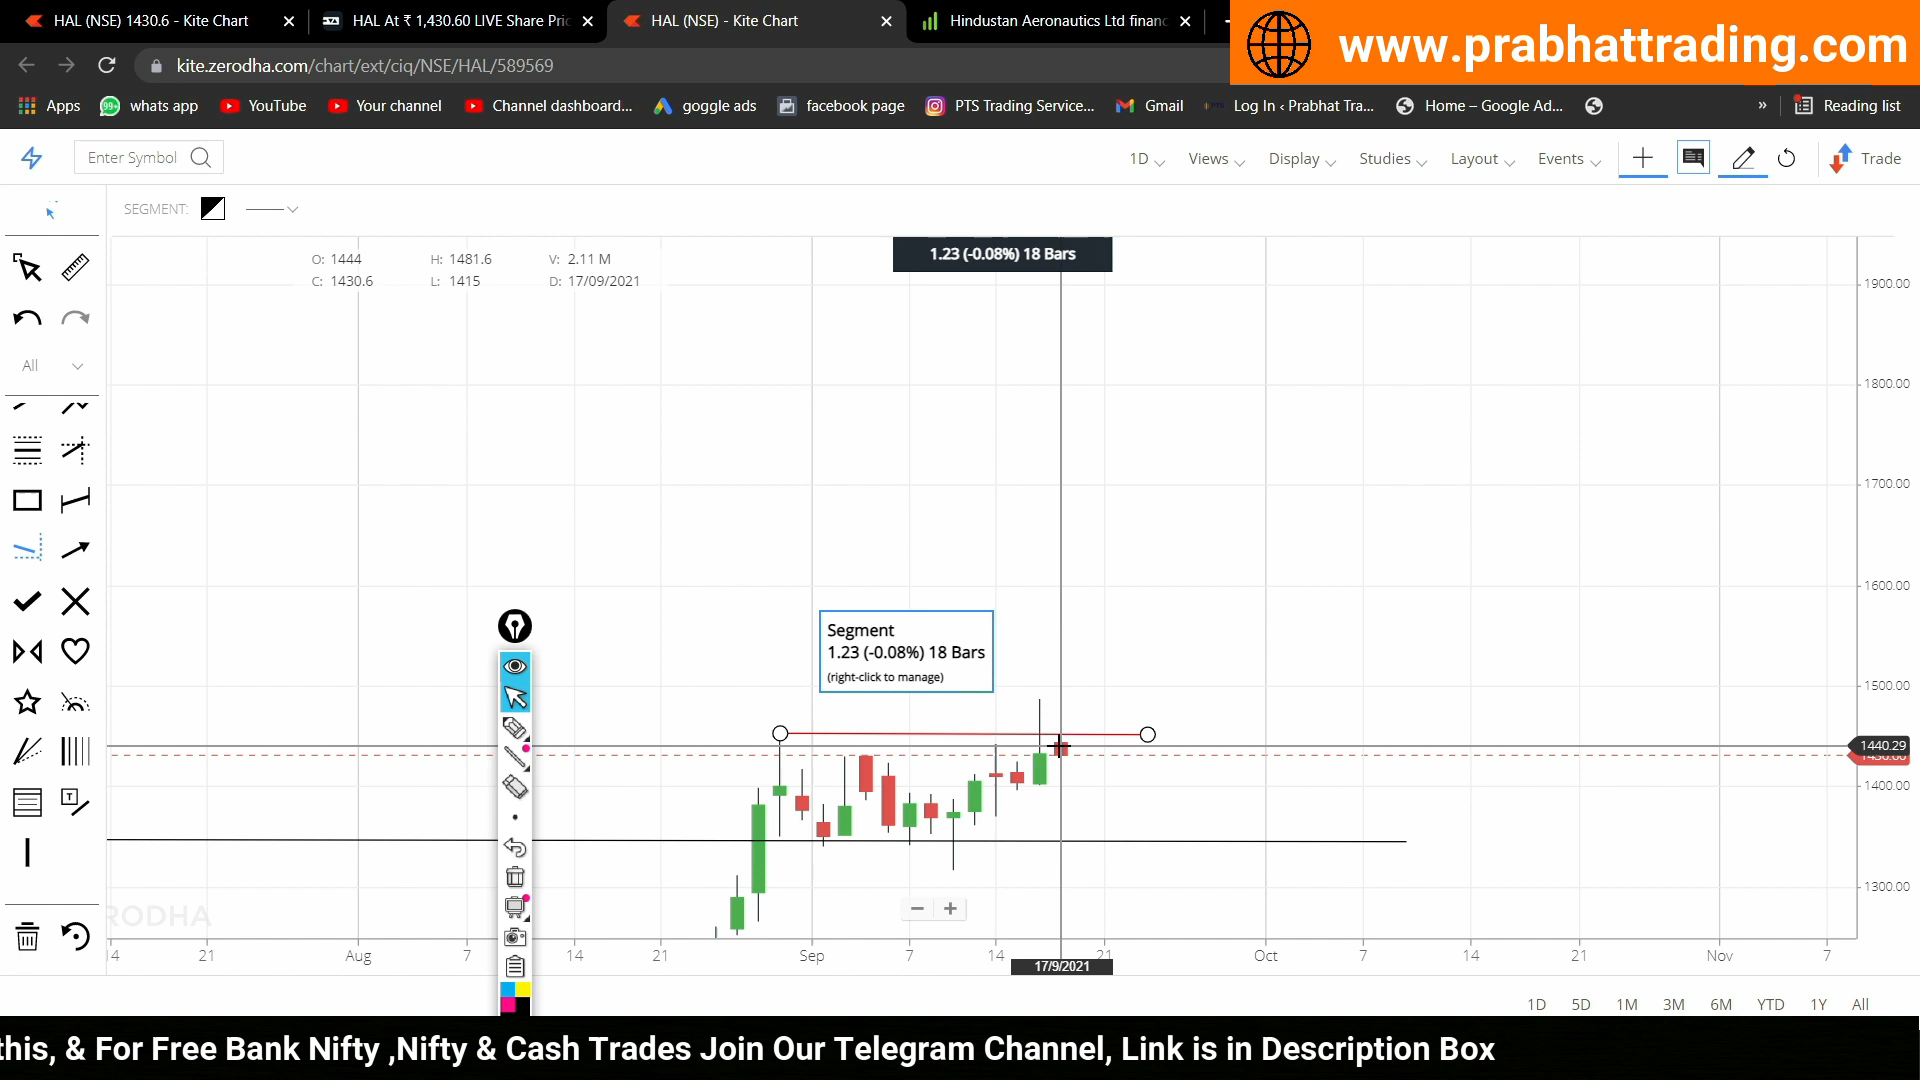 HAL (NSE) 1430.6 - Kite Chart
HAL At ₹ 1,430.60 LIVE Share Pric
HAL (NSE) - Kite Chart
Hindustan Aeronautics Ltd financ
www.prabhattrading.com
kite.zerodha.com/chart/ext/ciq/NSE/HAL/589569
Apps
99+
whats app
YouTube
Your channel
Channel dashboard...
goggle ads
facebook page
PTS Trading Service...
Gmail
Log In ‹ Prabhat Tra...
Home – Google Ad...
»
Reading list
Enter Symbol
1D
Views
Display
Studies
Layout
Events
Trade
SEGMENT:
O: 1444
H: 1481.6
V: 2.11 M
C: 1430.6
L: 1415
D: 17/09/2021
1.23 (-0.08%) 18 Bars
1900.00
All
1800.00
1700.00
1600.00
Segment
1.23 (-0.08%) 18 Bars
(right-click to manage)
1500.00
1440.29
1400.00
1300.00
RODHA
14
21
Aug
7
14
21
Sep
7
14
21
Oct
7
14
21
Nov
7
17/9/2021
1D
5D
1M
3M
6M
YTD
1Y
All
this, & For Free Bank Nifty ,Nifty & Cash Trades Join Our Telegram Channel, Link is in Description Box